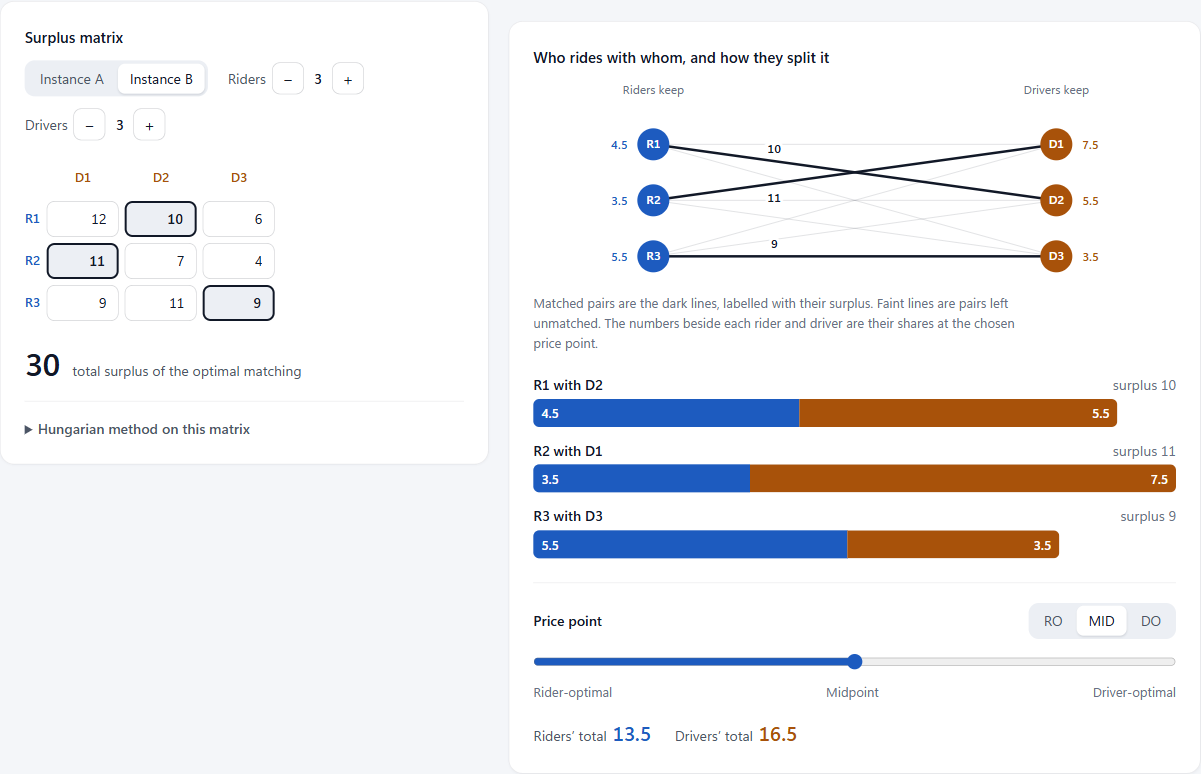 Surplus matrix
Instance A Instance B Riders – 3 +
Drivers – 3 +
D1 D2 D3
R1 12 10 6
R2 11 7 4
R3 9 11 9
30 total surplus of the optimal matching
▶ Hungarian method on this matrix
Who rides with whom, and how they split it
Riders keep Drivers keep
4.5 R1 10 D1 7.5
3.5 R2 11 D2 5.5
5.5 R3 9 D3 3.5
Matched pairs are the dark lines, labelled with their surplus. Faint lines are pairs left
unmatched. The numbers beside each rider and driver are their shares at the chosen
price point.
R1 with D2 surplus 10
4.5 5.5
R2 with D1 surplus 11
3.5 7.5
R3 with D3 surplus 9
5.5 3.5
Price point RO MID DO
Rider-optimal Midpoint Driver-optimal
Riders’ total 13.5 Drivers’ total 16.5